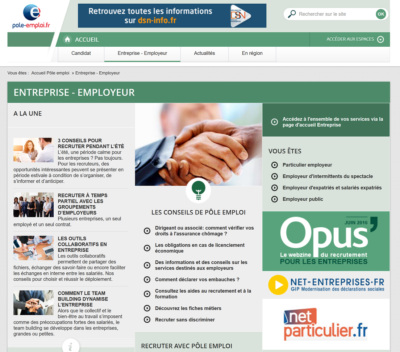 pole-emploi.fr
Retrouvez toutes les informations
sur dsn-info.fr
DSN
Rechercher sur le site
OK
ACCUEIL
ACCÉDER AUX ESPACES
Candidat
Entreprise - Employeur
Actualités
En région
Vous êtes : Accueil Pôle emploi > Entreprise - Employeur
ENTREPRISE - EMPLOYEUR
A LA UNE
3 CONSEILS POUR
RECRUTER PENDANT L'ÉTÉ
L'été, une période calme pour
les entreprises ? Pas toujours.
Pour les recruteurs, des
opportunités intéressantes peuvent se présenter en
période estivale à condition de s'organiser, de
s'informer et d'anticiper.
RECRUTER À TEMPS
PARTIEL AVEC LES
GROUPEMENTS
D'EMPLOYEURS
Plusieurs entreprises, un seul
employé et un seul contrat.
LES OUTILS
COLLABORATIFS EN
ENTREPRISE
Les outils collaboratifs
permettent de partager des
fichiers, échanger des savoir faire ou encore faciliter
les échanges en interne entre les salariés. Nos
conseils pour choisir et réussir le déploiement.
COMMENT LE TEAM
BUILDING DYNAMISE
L'ENTREPRISE
Alors que le collectif et le
bien-être au travail s'imposent
comme des préoccupations fortes des salariés, le
team building se développe dans les entreprises,
grandes ou petites.
LES CONSEILS DE PÔLE EMPLOI
Dirigeant ou associé: comment vérifier vos
droits à l'assurance chômage ?
Les obligations en cas de licenciement
économique
Des informations et des conseils sur les
services destinés aux employeurs
Comment déclarer vos embauches ?
Consultez les aides au recrutement et à la
formation
Découvrez les fiches métiers
Recruter sans discriminer
RECRUTER AVEC PÔLE EMPLOI
Accédez à l'ensemble de vos services via la
page d'accueil Entreprise
VOUS ÊTES
Particulier employeur
Employeur d'intermittents du spectacle
Employeur d'expatriés et salariés expatriés
Employeur public
JUIN 2016
Opus'
Le webzine du recrutement
POUR LES ENTREPRISES
NET-ENTREPRISES·FR
GIP Modernisation des déclarations sociales
net
particulier.fr